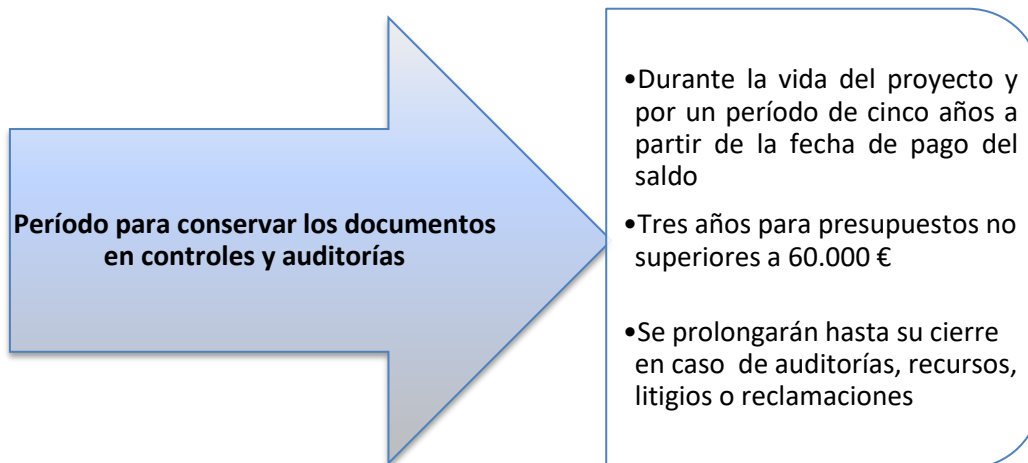 Período para conservar los documentos
en controles y auditorías
•Durante la vida del proyecto y
por un período de cinco años a
partir de la fecha de pago del
saldo
•Tres años para presupuestos no
superiores a 60.000 €
•Se prolongarán hasta su cierre
en caso de auditorías, recursos,
litigios o reclamaciones